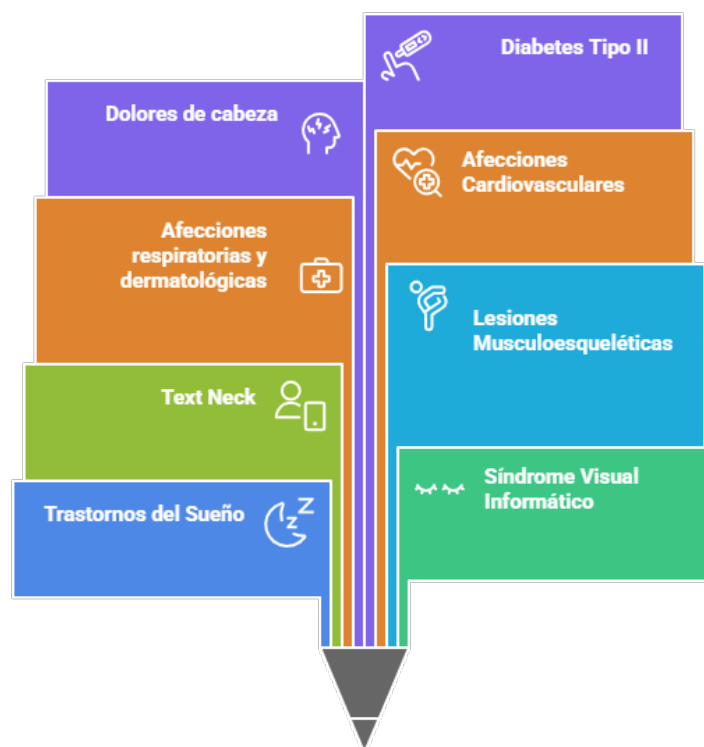 Diabetes Tipo II
Dolores de cabeza
Afecciones
Cardiovasculares
Afecciones
respiratorias y
dermatológicas
Lesiones
Musculoesqueléticas
Text Neck
Síndrome Visual
Informático
Trastornos del Sueño